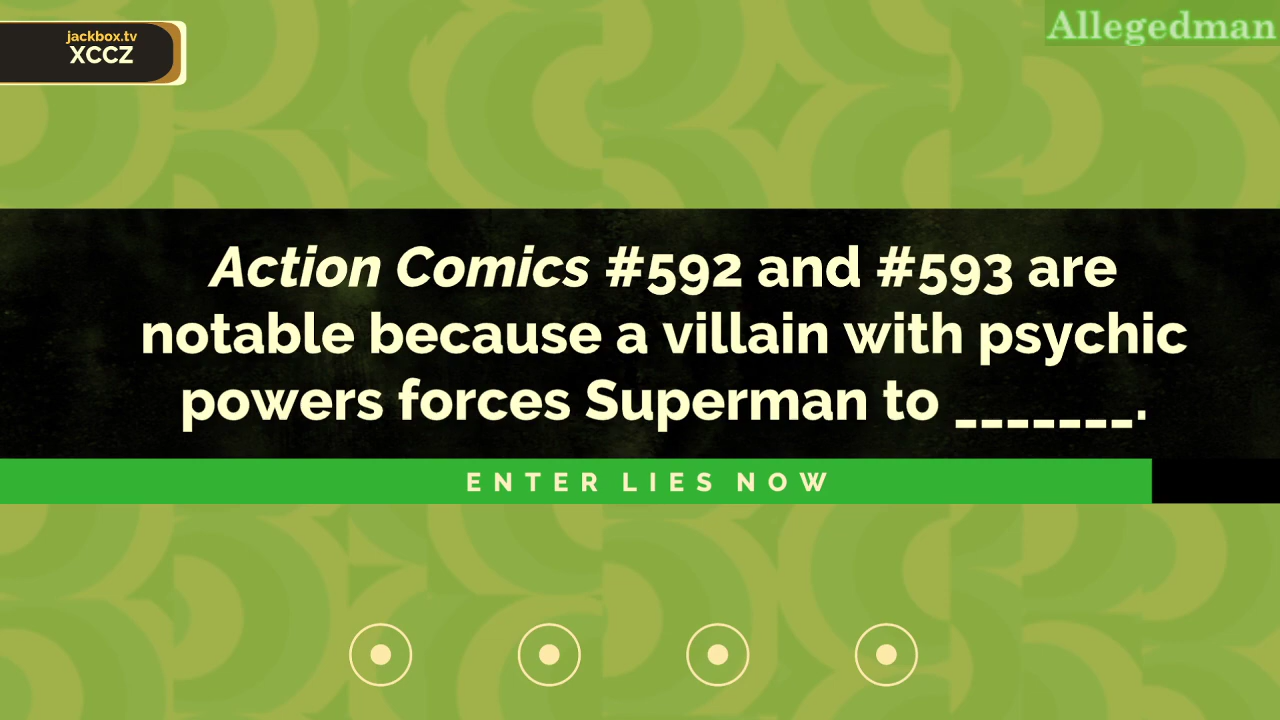 jackbox.tv
XCCZ
Allegedman
Action Comics #592 and #593 are
notable because a villain with psychic
powers forces Superman to _______.
ENTER LIES NOW